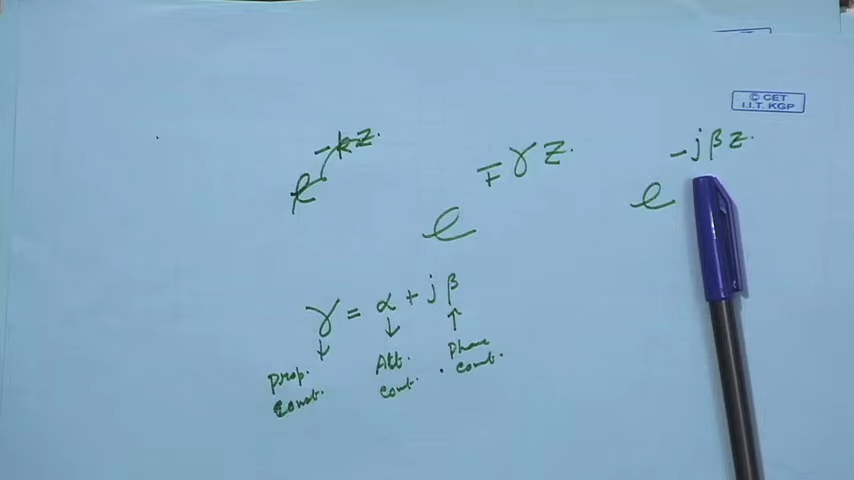 © CET
I.I.T. KGP
e^{-kz}.
e^{∓γz}.
e^{-jβz}.
γ = α + jβ
Prop. const.
Att. const.
Phase const.